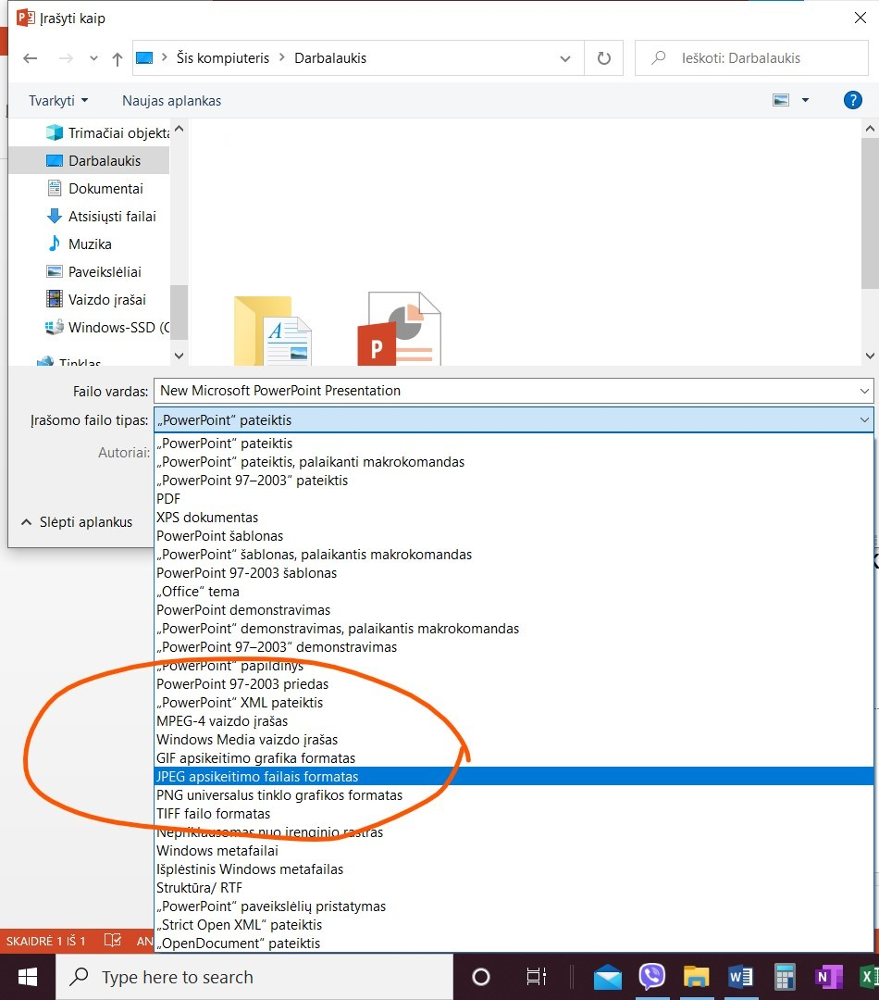 Įrašyti kaip
Šis kompiuteris
Darbalaukis
Ieškoti: Darbalaukis
Tvarkyti
Naujas aplankas
Trimačiai objekta
Darbalaukis
Dokumentai
Atsisiųsti failai
Muzika
Paveikslėliai
Vaizdo įrašai
Windows-SSD (C
Tinklas
Failo vardas: New Microsoft PowerPoint Presentation
Įrašomo failo tipas: „PowerPoint“ pateiktis
Autoriai:
Slėpti aplankus
„PowerPoint“ pateiktis
„PowerPoint“ pateiktis, palaikanti makrokomandas
„PowerPoint 97–2003“ pateiktis
PDF
XPS dokumentas
PowerPoint šablonas
„PowerPoint“ šablonas, palaikantis makrokomandas
PowerPoint 97-2003 šablonas
„Office“ tema
PowerPoint demonstravimas
„PowerPoint“ demonstravimas, palaikantis makrokomandas
„PowerPoint 97–2003“ demonstravimas
„PowerPoint“ papildinys
PowerPoint 97-2003 priedas
„PowerPoint“ XML pateiktis
MPEG-4 vaizdo įrašas
Windows Media vaizdo įrašas
GIF apsikeitimo grafika formatas
JPEG apsikeitimo failais formatas
PNG universalus tinklo grafikos formatas
TIFF failo formatas
Nepriklausomas nuo įrenginio rastras
Windows metafailai
Išplėstinis Windows metafailas
Struktūra/ RTF
„PowerPoint“ paveikslėlių pristatymas
„Strict Open XML“ pateiktis
„OpenDocument“ pateiktis
SKAIDRĖ 1 IŠ 1
AN
Type here to search